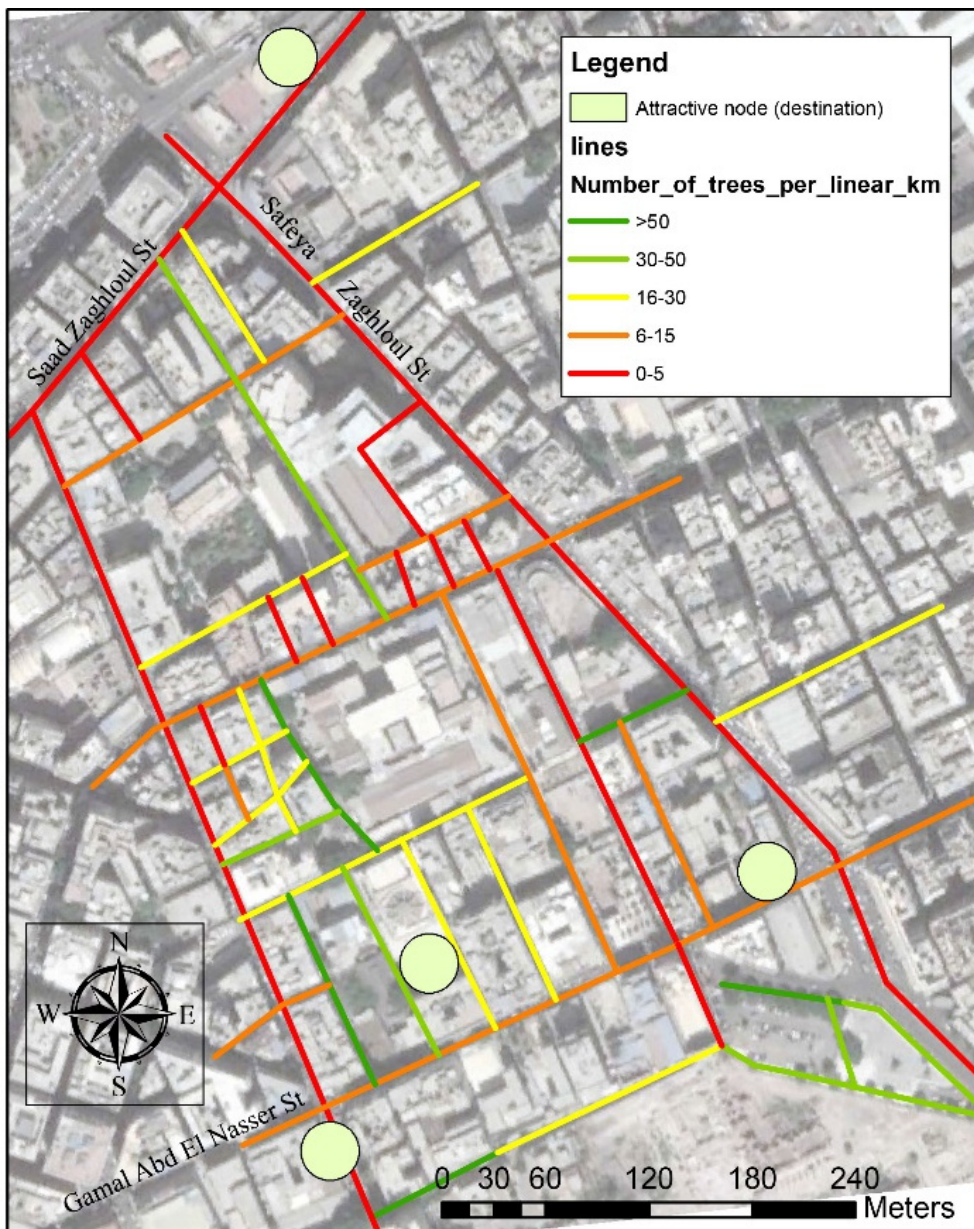 Legend
Attractive node (destination)
lines
Number_of_trees_per_linear_km
>50
30-50
16-30
6-15
0-5
Safeya
Zaghloul St
Saad Zaghloul St
N
W E
S
Gamal Abd El Nasser St
0 30 60 120 180 240
Meters